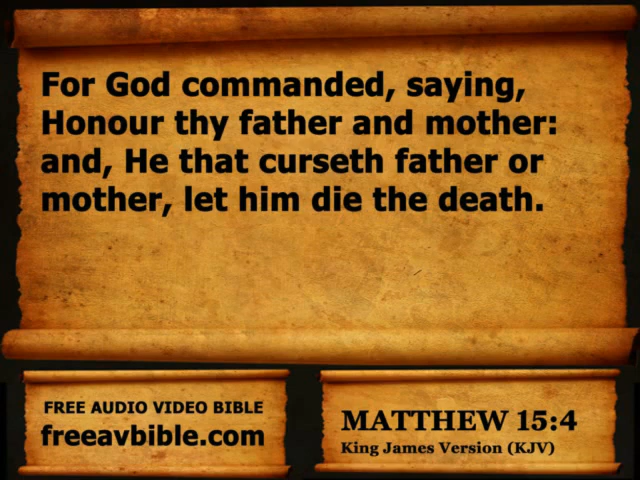 For God commanded, saying,
Honour thy father and mother:
and, He that curseth father or
mother, let him die the death.
FREE AUDIO VIDEO BIBLE
freeavbible.com
MATTHEW 15:4
King James Version (KJV)